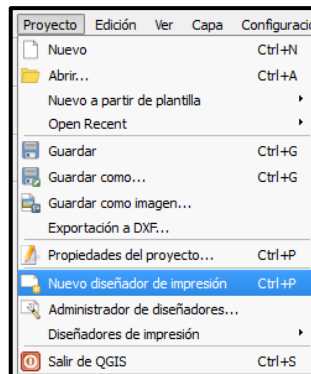 Proyecto Edición Ver Capa Configuració
Nuevo Ctrl+N
Abrir... Ctrl+A
Nuevo a partir de plantilla
Open Recent
Guardar Ctrl+G
Guardar como... Ctrl+G
Guardar como imagen...
Exportación a DXF...
Propiedades del proyecto... Ctrl+P
Nuevo diseñador de impresión Ctrl+P
Administrador de diseñadores...
Diseñadores de impresión
Salir de QGIS Ctrl+S